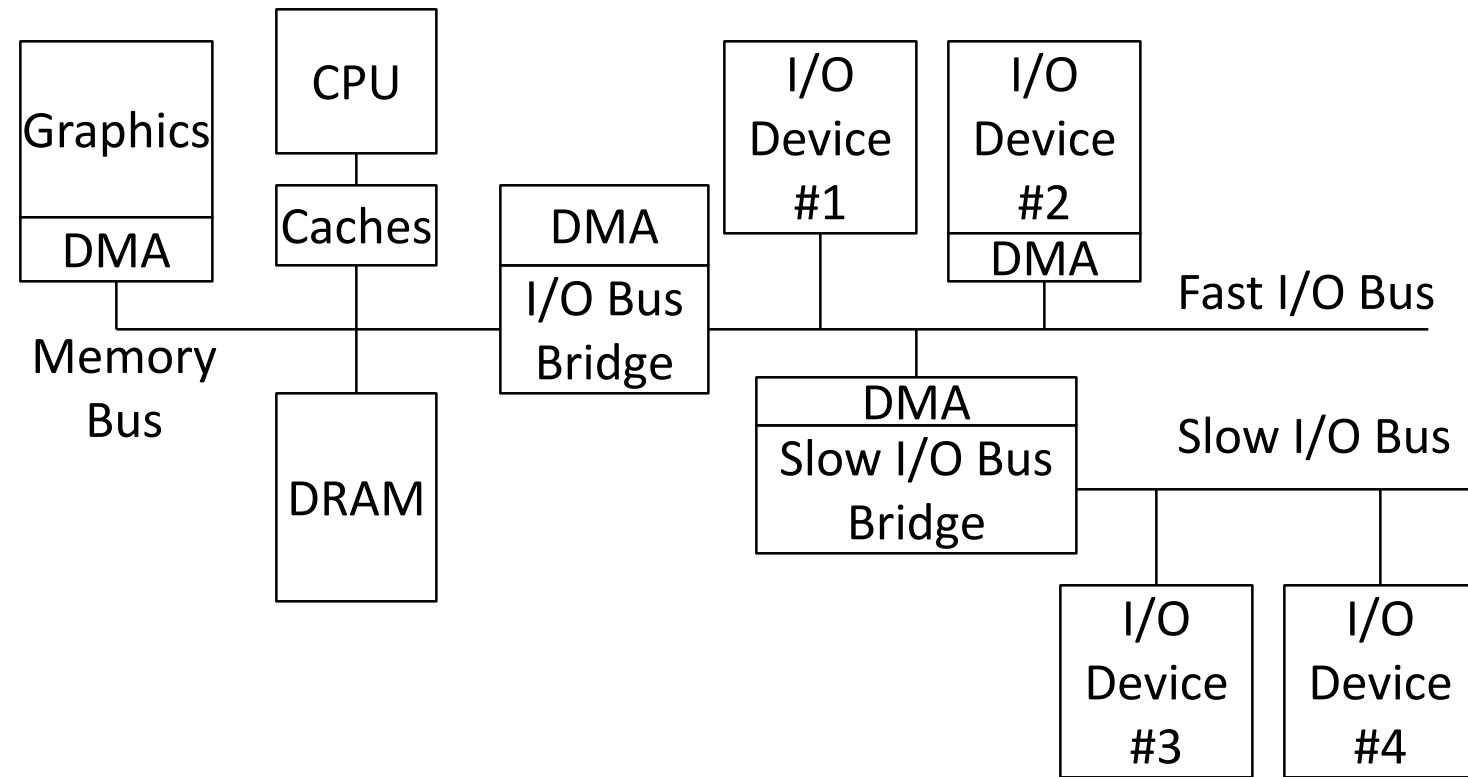 Graphics
DMA
CPU
Caches
Memory
Bus
DRAM
DMA
I/O Bus
Bridge
I/O
Device
#1
I/O
Device
#2
DMA
Fast I/O Bus
DMA
Slow I/O Bus
Bridge
Slow I/O Bus
I/O
Device
#3
I/O
Device
#4